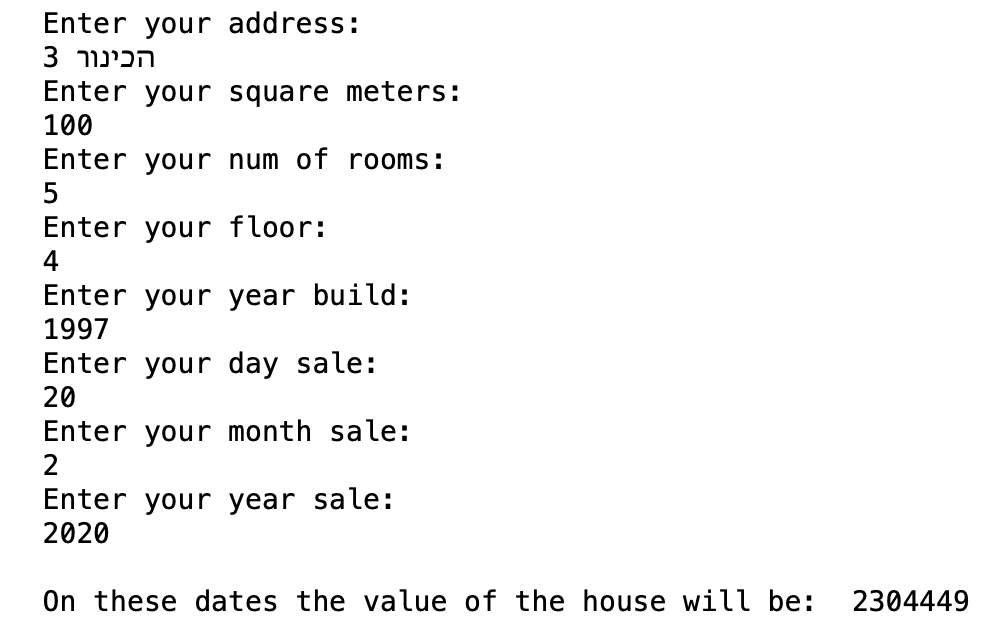 Enter your address:
הכינור 3
Enter your square meters:
100
Enter your num of rooms:
5
Enter your floor:
4
Enter your year build:
1997
Enter your day sale:
20
Enter your month sale:
2
Enter your year sale:
2020
On these dates the value of the house will be:  2304449